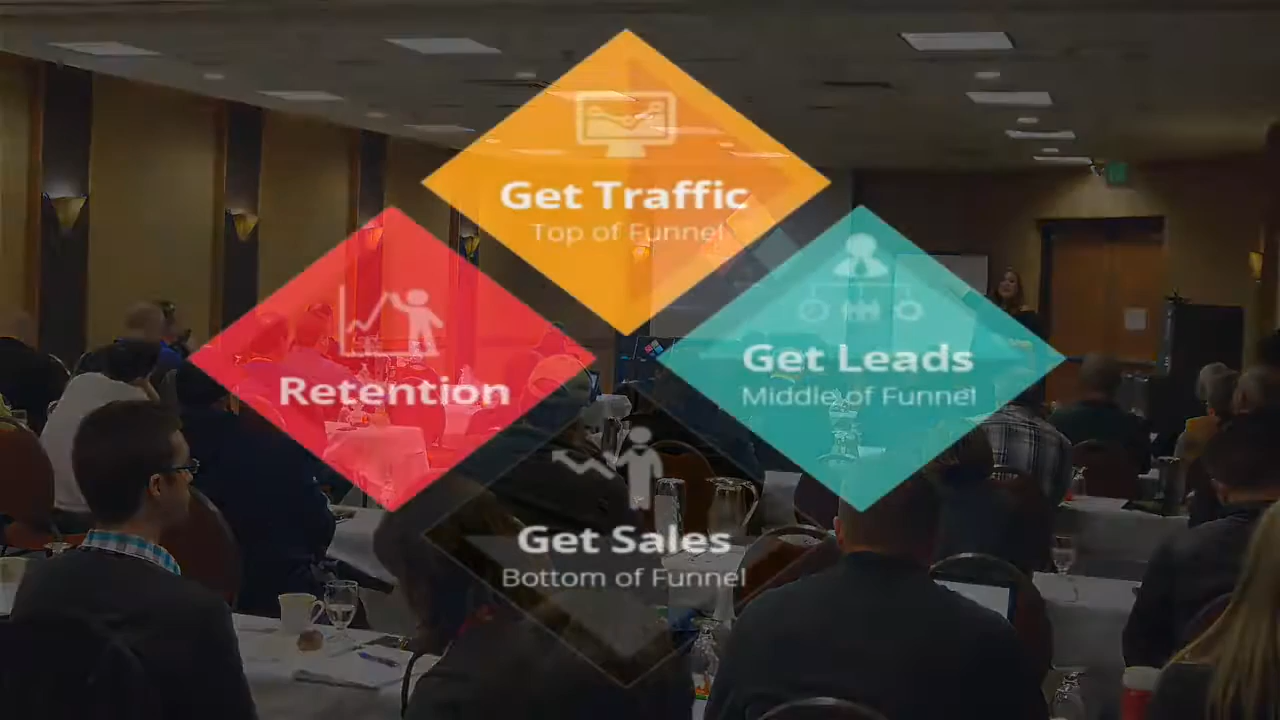 Get Traffic
Top of Funnel
Get Leads
Middle of Funnel
Retention
Get Sales
Bottom of Funnel